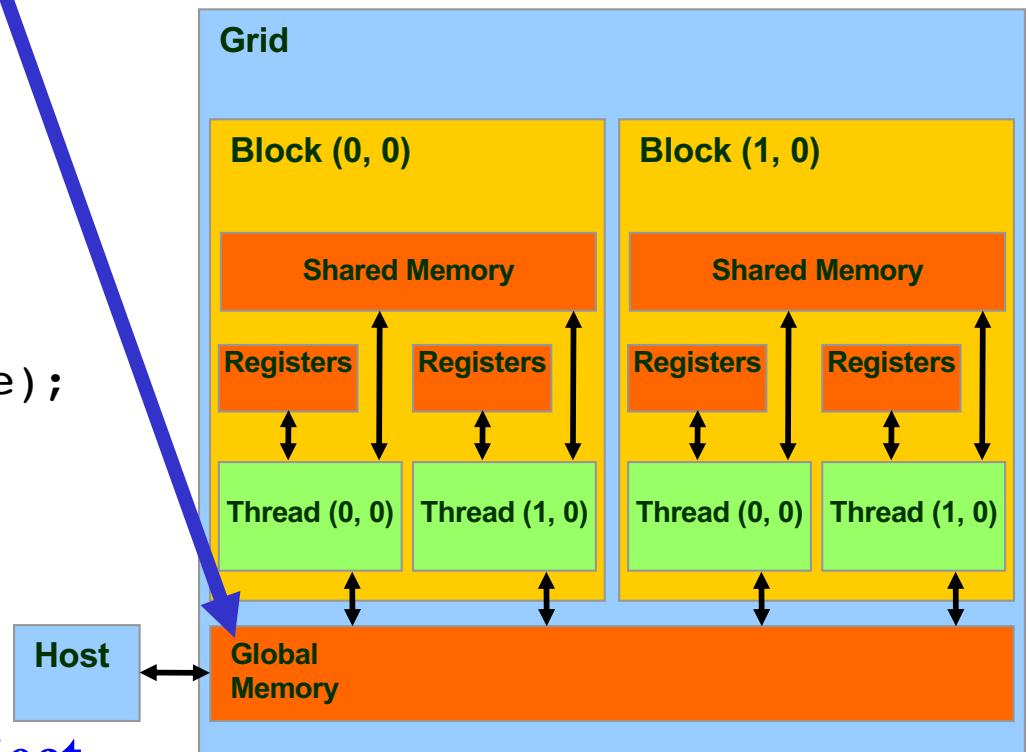 Grid
Block (0, 0)
Block (1, 0)
Shared Memory
Shared Memory
Registers
Registers
Registers
Registers
e);
Thread (0, 0)
Thread (1, 0)
Thread (0, 0)
Thread (1, 0)
Host
Global
Memory